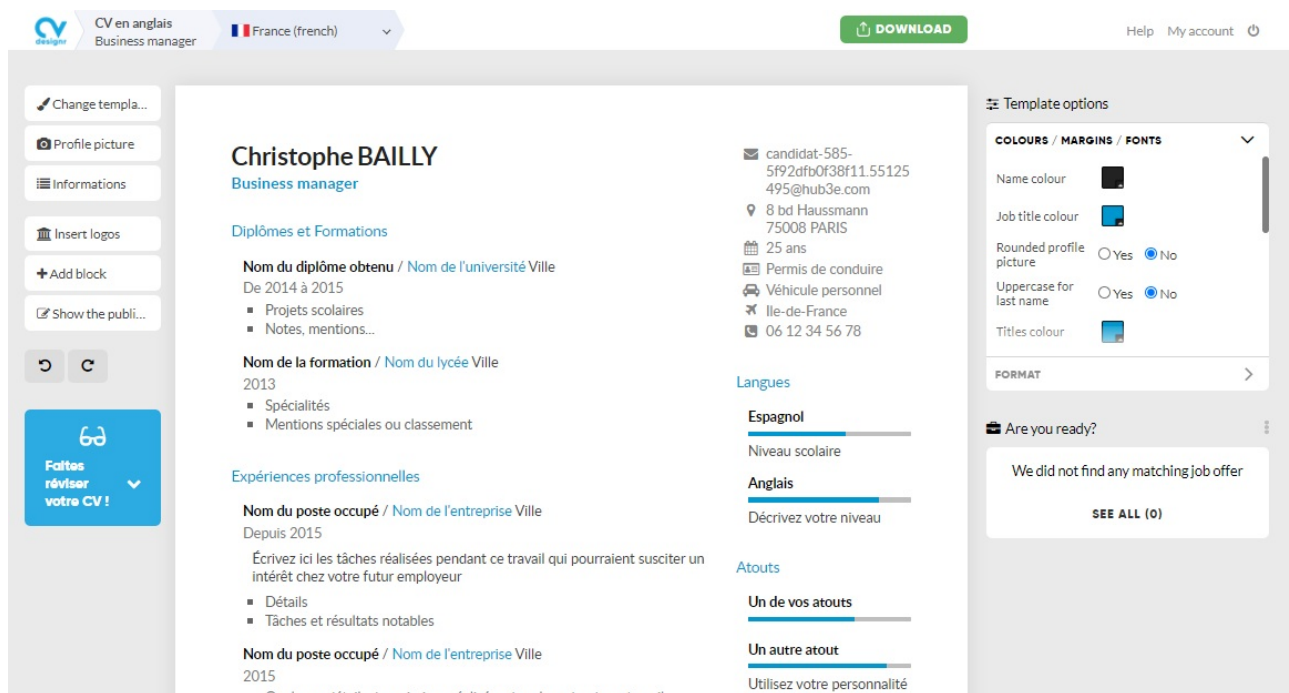 CV
designr
CV en anglais
Business manager
France (french)
DOWNLOAD
Help My account
Change templa...
Profile picture
Informations
Insert logos
Add block
Show the publi...
Faites
réviser
votre CV !
Christophe BAILLY
Business manager
Diplômes et Formations
Nom du diplôme obtenu / Nom de l'université Ville
De 2014 à 2015
Projets scolaires
Notes, mentions...
Nom de la formation / Nom du lycée Ville
2013
Spécialités
Mentions spéciales ou classement
Expériences professionnelles
Nom du poste occupé / Nom de l'entreprise Ville
Depuis 2015
Écrivez ici les tâches réalisées pendant ce travail qui pourraient susciter un
intérêt chez votre futur employeur
Détails
Tâches et résultats notables
Nom du poste occupé / Nom de l'entreprise Ville
2015
candidat-585-
5f92dfb0f38f11.55125
495@hub3e.com
8 bd Haussmann
75008 PARIS
25 ans
Permis de conduire
Véhicule personnel
Ile-de-France
06 12 34 56 78
Langues
Espagnol
Niveau scolaire
Anglais
Décrivez votre niveau
Atouts
Un de vos atouts
Un autre atout
Utilisez votre personnalité
Template options
COLOURS / MARGINS / FONTS
Name colour
Job title colour
Rounded profile
picture
Yes No
Uppercase for
last name
Yes No
Titles colour
FORMAT
Are you ready?
We did not find any matching job offer
SEE ALL (0)